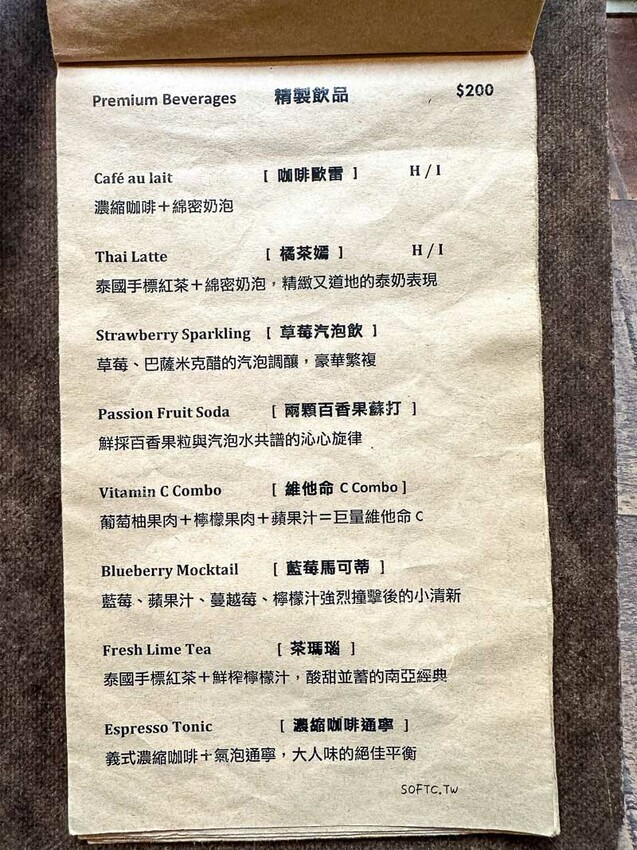 Premium Beverages 精製飲品 $200
Café au lait [ 咖啡歐雷 ] H / I
濃縮咖啡＋綿密奶泡
Thai Latte [ 橘茶嫣 ] H / I
泰國手標紅茶＋綿密奶泡，精緻又道地的泰奶表現
Strawberry Sparkling [ 草莓汽泡飲 ]
草莓、巴薩米克醋的汽泡調釀，豪華繁複
Passion Fruit Soda [ 兩顆百香果蘇打 ]
鮮採百香果粒與汽泡水共譜的沁心旋律
Vitamin C Combo [ 維他命 C Combo ]
葡萄柚果肉＋檸檬果肉＋蘋果汁＝巨量維他命 C
Blueberry Mocktail [ 藍莓馬可蒂 ]
藍莓、蘋果汁、蔓越莓、檸檬汁強烈撞擊後的小清新
Fresh Lime Tea [ 茶瑪瑙 ]
泰國手標紅茶＋鮮榨檸檬汁，酸甜並蓄的南亞經典
Espresso Tonic [ 濃縮咖啡通寧 ]
義式濃縮咖啡＋氣泡通寧，大人味的絕佳平衡
SOFTC.TW